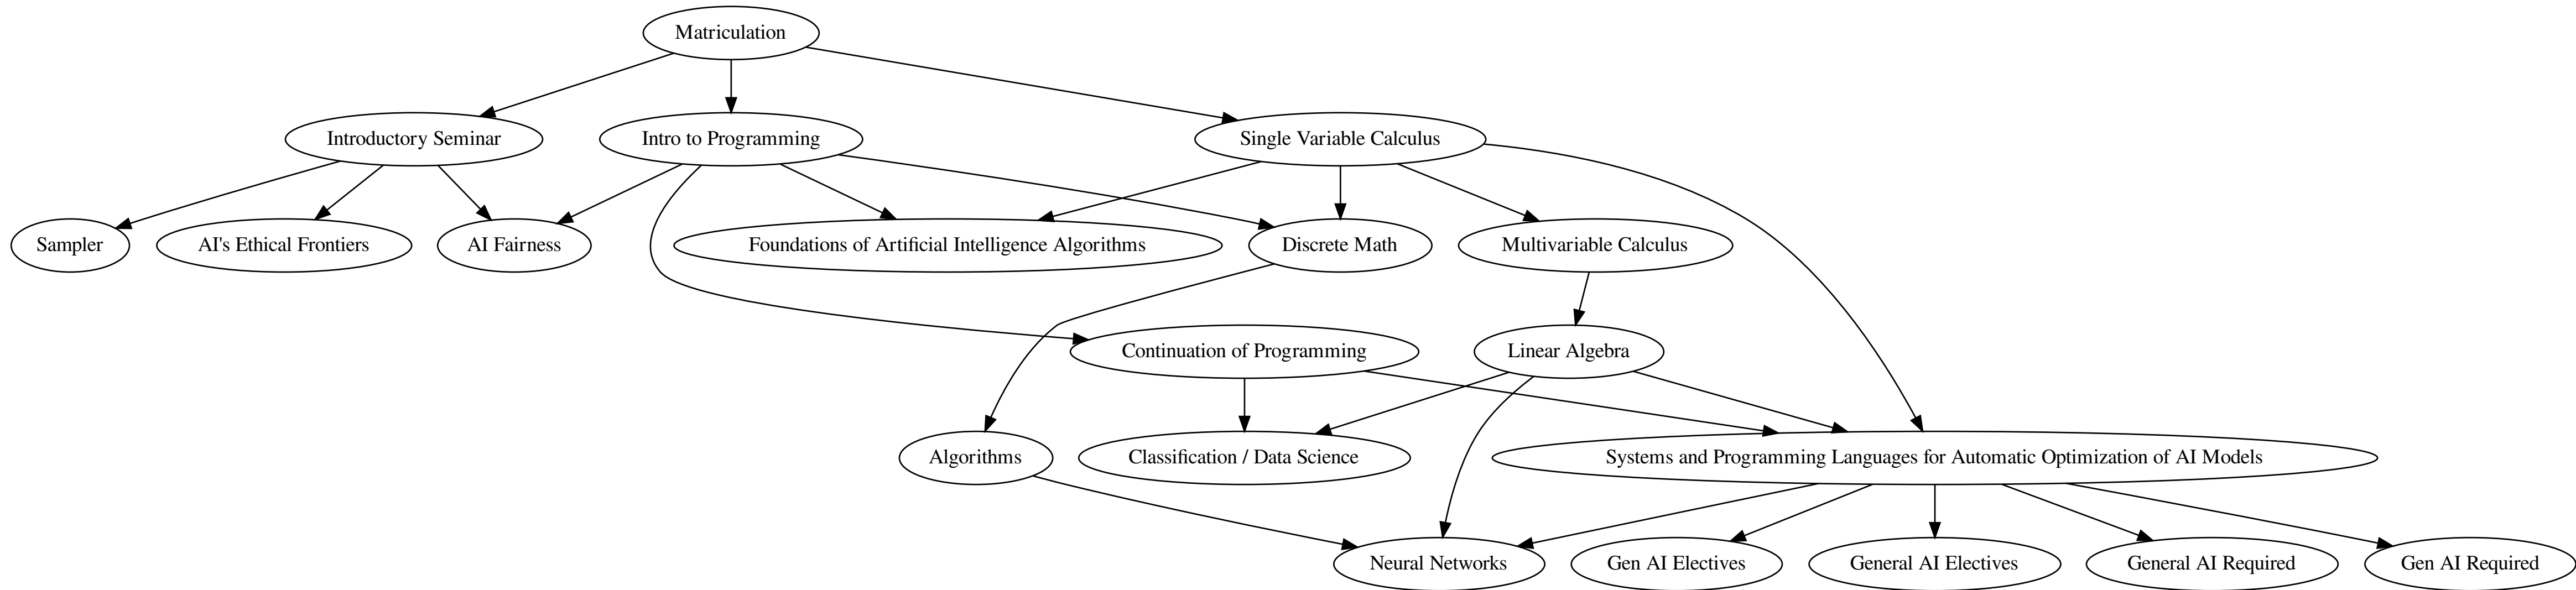 Matriculation
Introductory Seminar
Intro to Programming
Single Variable Calculus
Sampler
AI's Ethical Frontiers
AI Fairness
Foundations of Artificial Intelligence Algorithms
Discrete Math
Multivariable Calculus
Continuation of Programming
Linear Algebra
Algorithms
Classification / Data Science
Systems and Programming Languages for Automatic Optimization of AI Models
Neural Networks
Gen AI Electives
General AI Electives
General AI Required
Gen AI Required